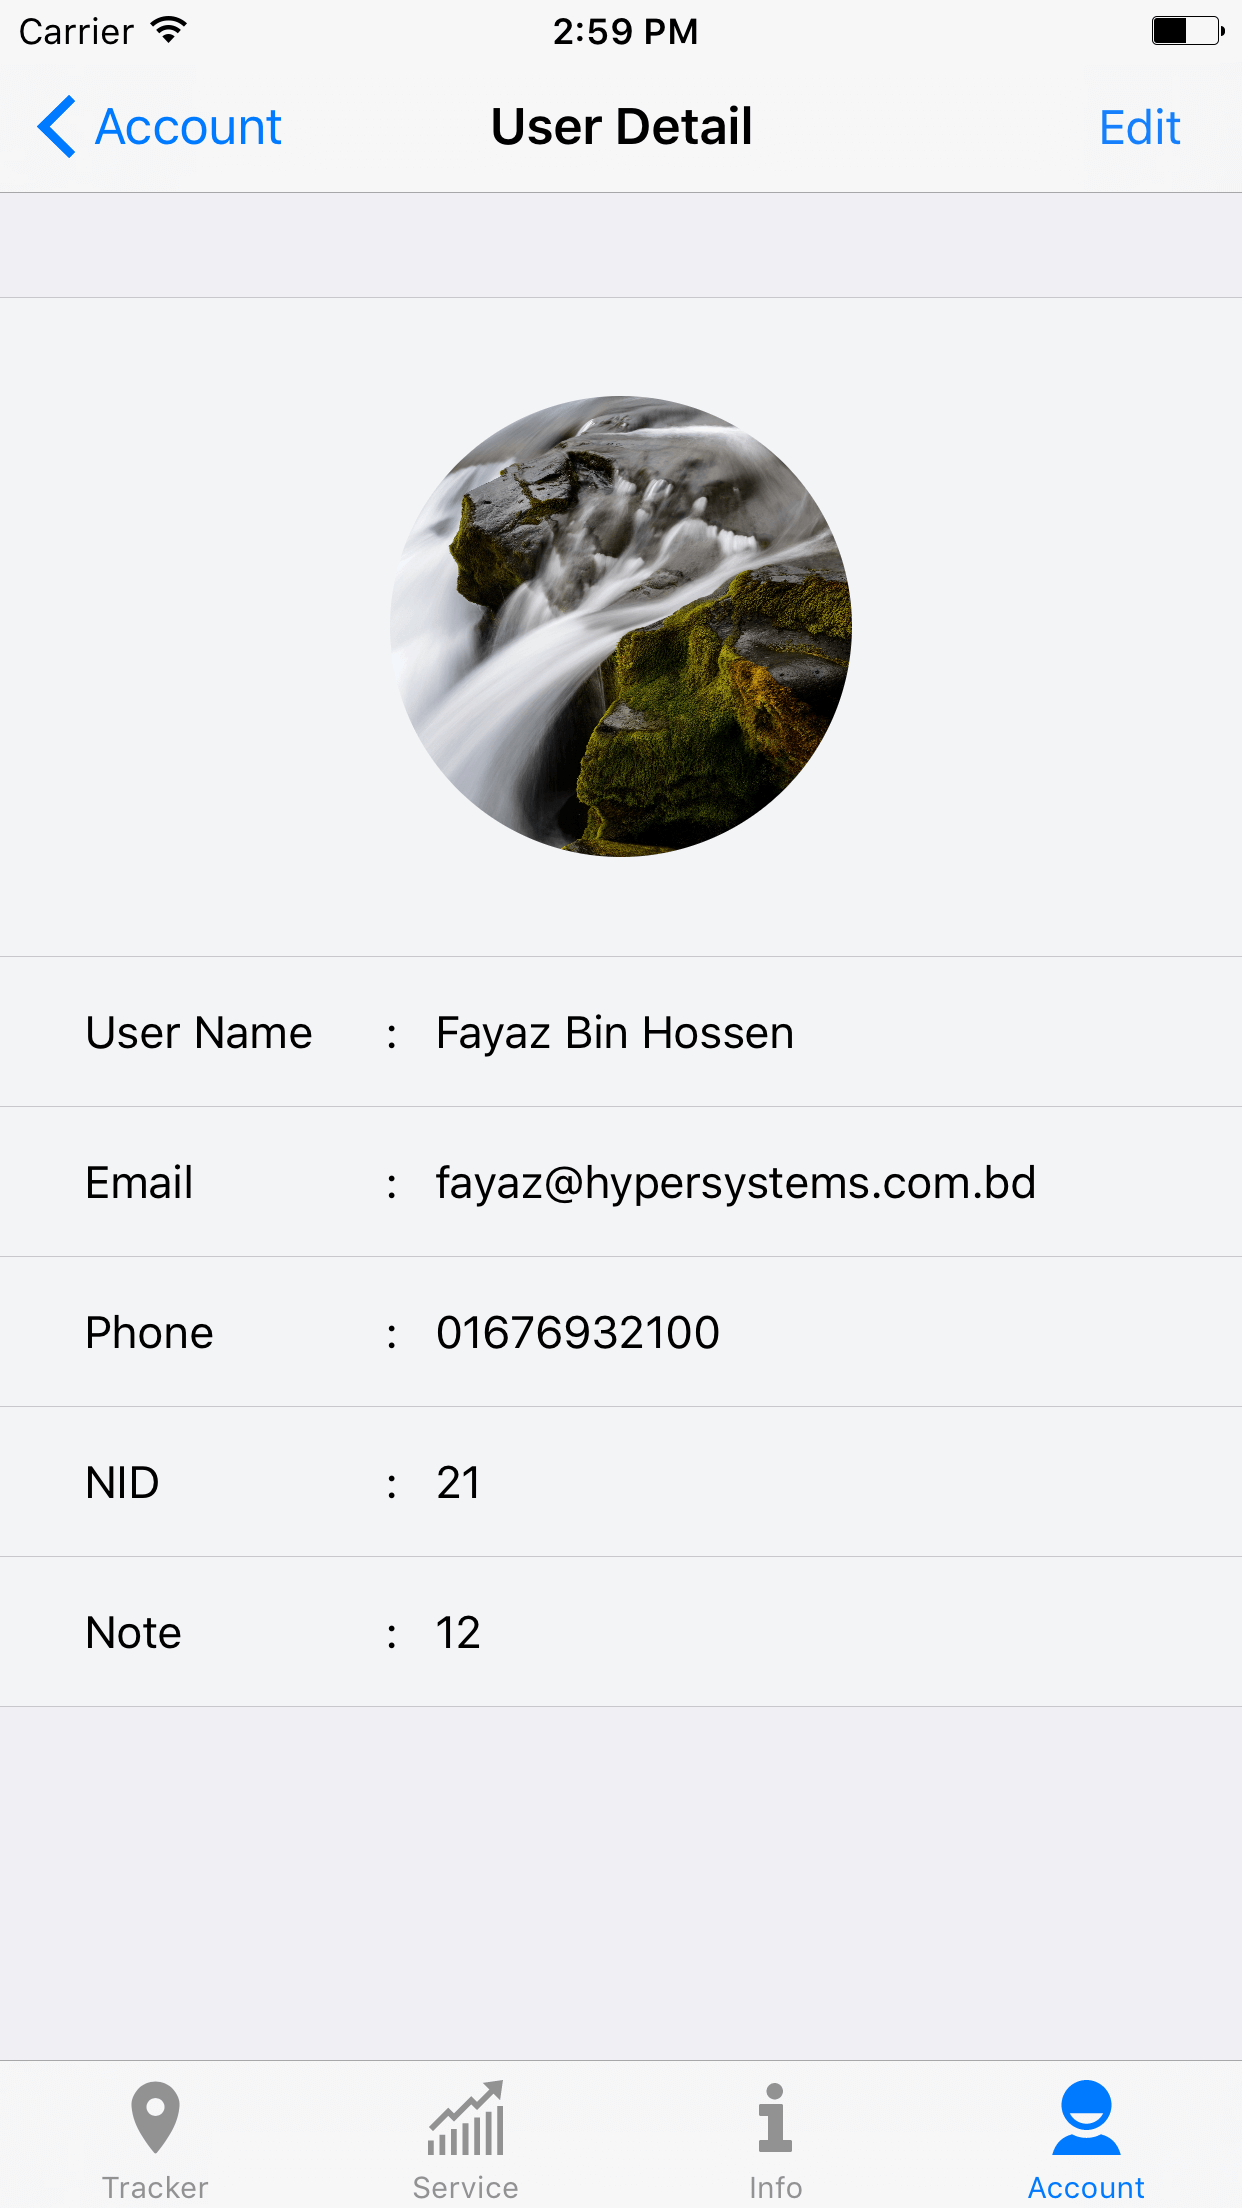 Carrier 2:59 PM
Account User Detail Edit
User Name : Fayaz Bin Hossen
Email : fayaz@hypersystems.com.bd
Phone : 01676932100
NID : 21
Note : 12
Tracker Service Info Account